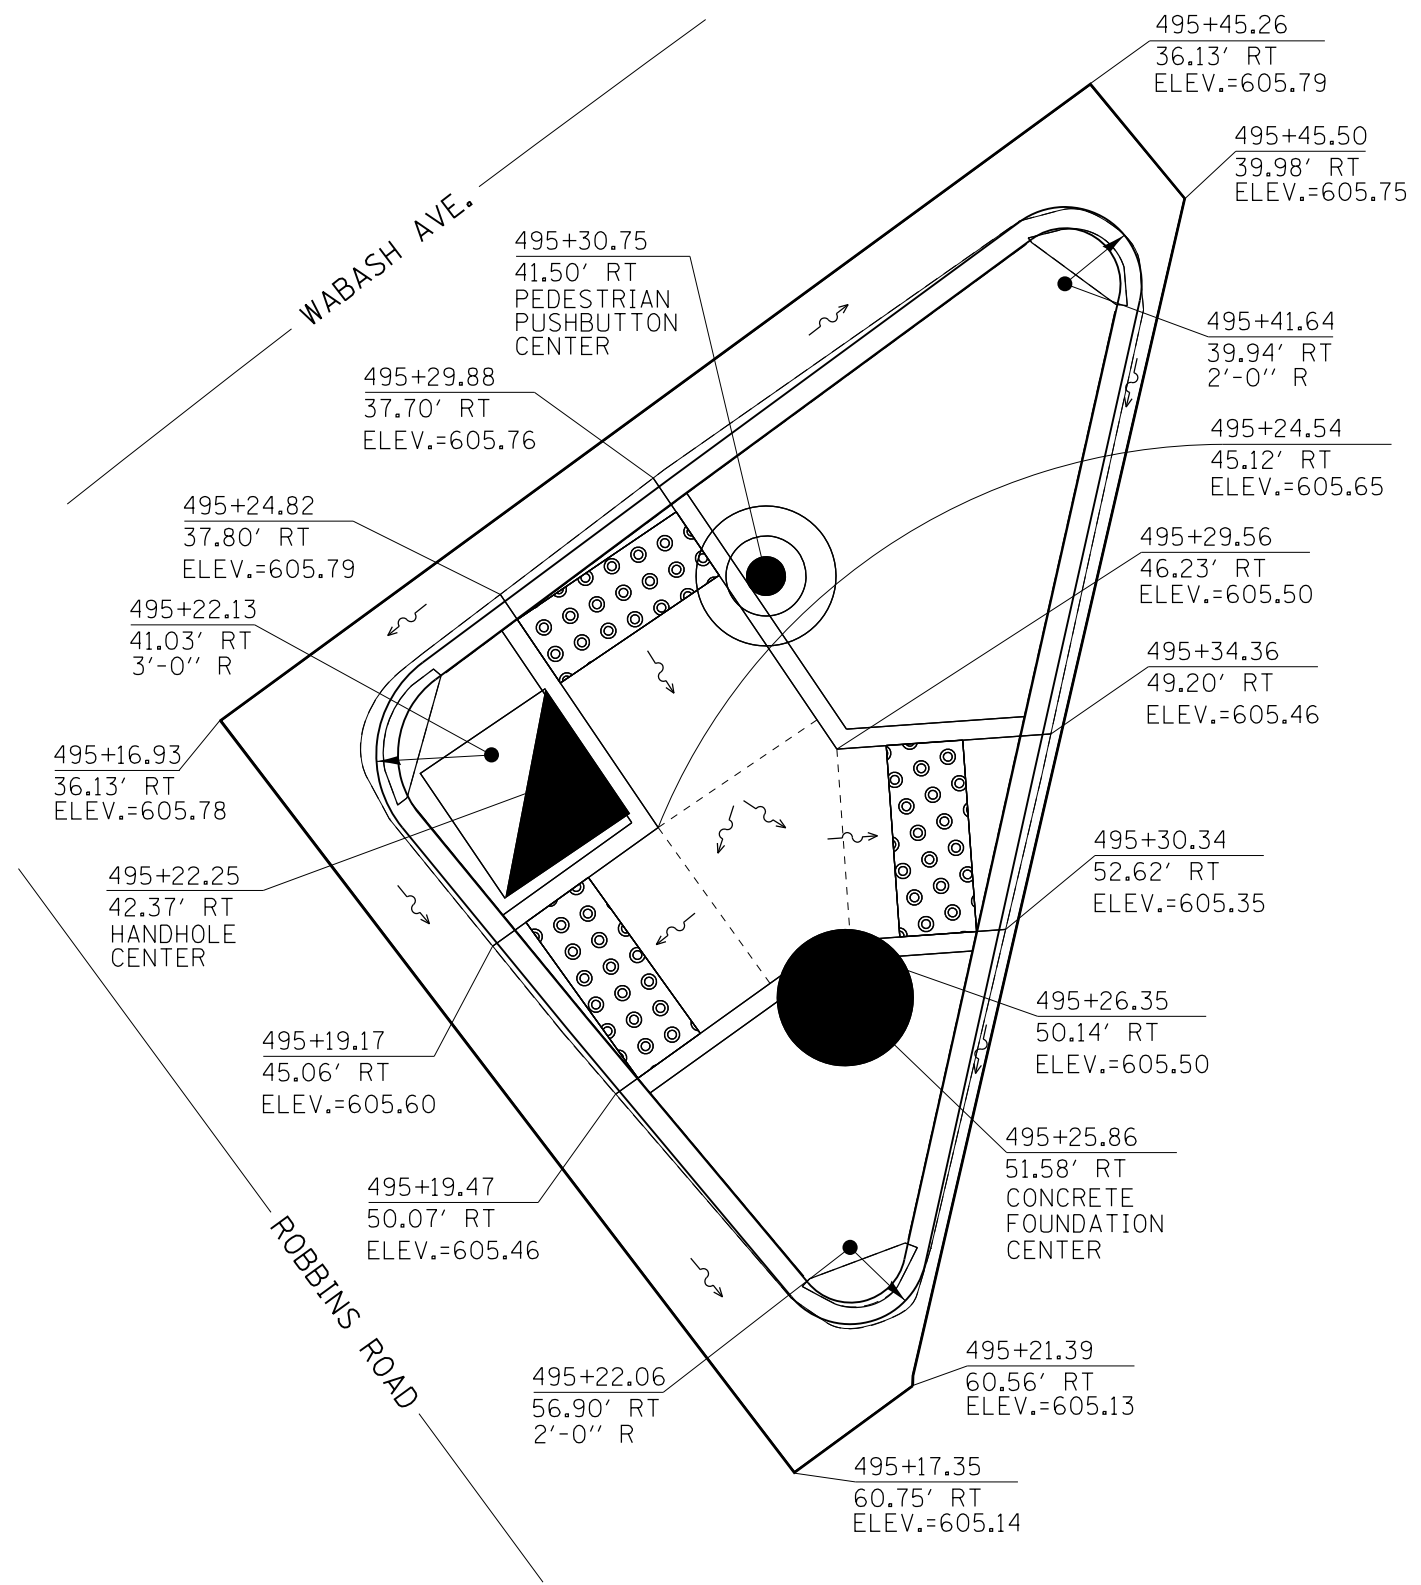 495+45.26
36.13' RT
ELEV.=605.79
495+45.50
39.98' RT
ELEV.=605.75
WABASH AVE.
495+30.75
41.50' RT
PEDESTRIAN
PUSHBUTTON
CENTER
495+41.64
39.94' RT
2'-0'' R
495+29.88
37.70' RT
ELEV.=605.76
495+24.54
45.12' RT
ELEV.=605.65
495+24.82
37.80' RT
ELEV.=605.79
495+29.56
46.23' RT
ELEV.=605.50
495+22.13
41.03' RT
3'-0'' R
495+34.36
49.20' RT
ELEV.=605.46
495+16.93
36.13' RT
ELEV.=605.78
495+30.34
52.62' RT
ELEV.=605.35
495+22.25
42.37' RT
HANDHOLE
CENTER
495+26.35
50.14' RT
ELEV.=605.50
495+19.17
45.06' RT
ELEV.=605.60
495+25.86
51.58' RT
CONCRETE
FOUNDATION
CENTER
495+19.47
50.07' RT
ELEV.=605.46
ROBBINS ROAD
495+21.39
60.56' RT
ELEV.=605.13
495+22.06
56.90' RT
2'-0'' R
495+17.35
60.75' RT
ELEV.=605.14